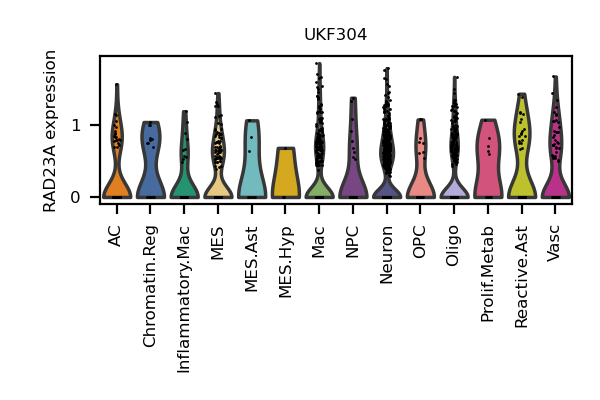 UKF304
RAD23A expression
1
0
AC
Chromatin.Reg
Inflammatory.Mac
MES
MES.Ast
MES.Hyp
Mac
NPC
Neuron
OPC
Oligo
Prolif.Metab
Reactive.Ast
Vasc